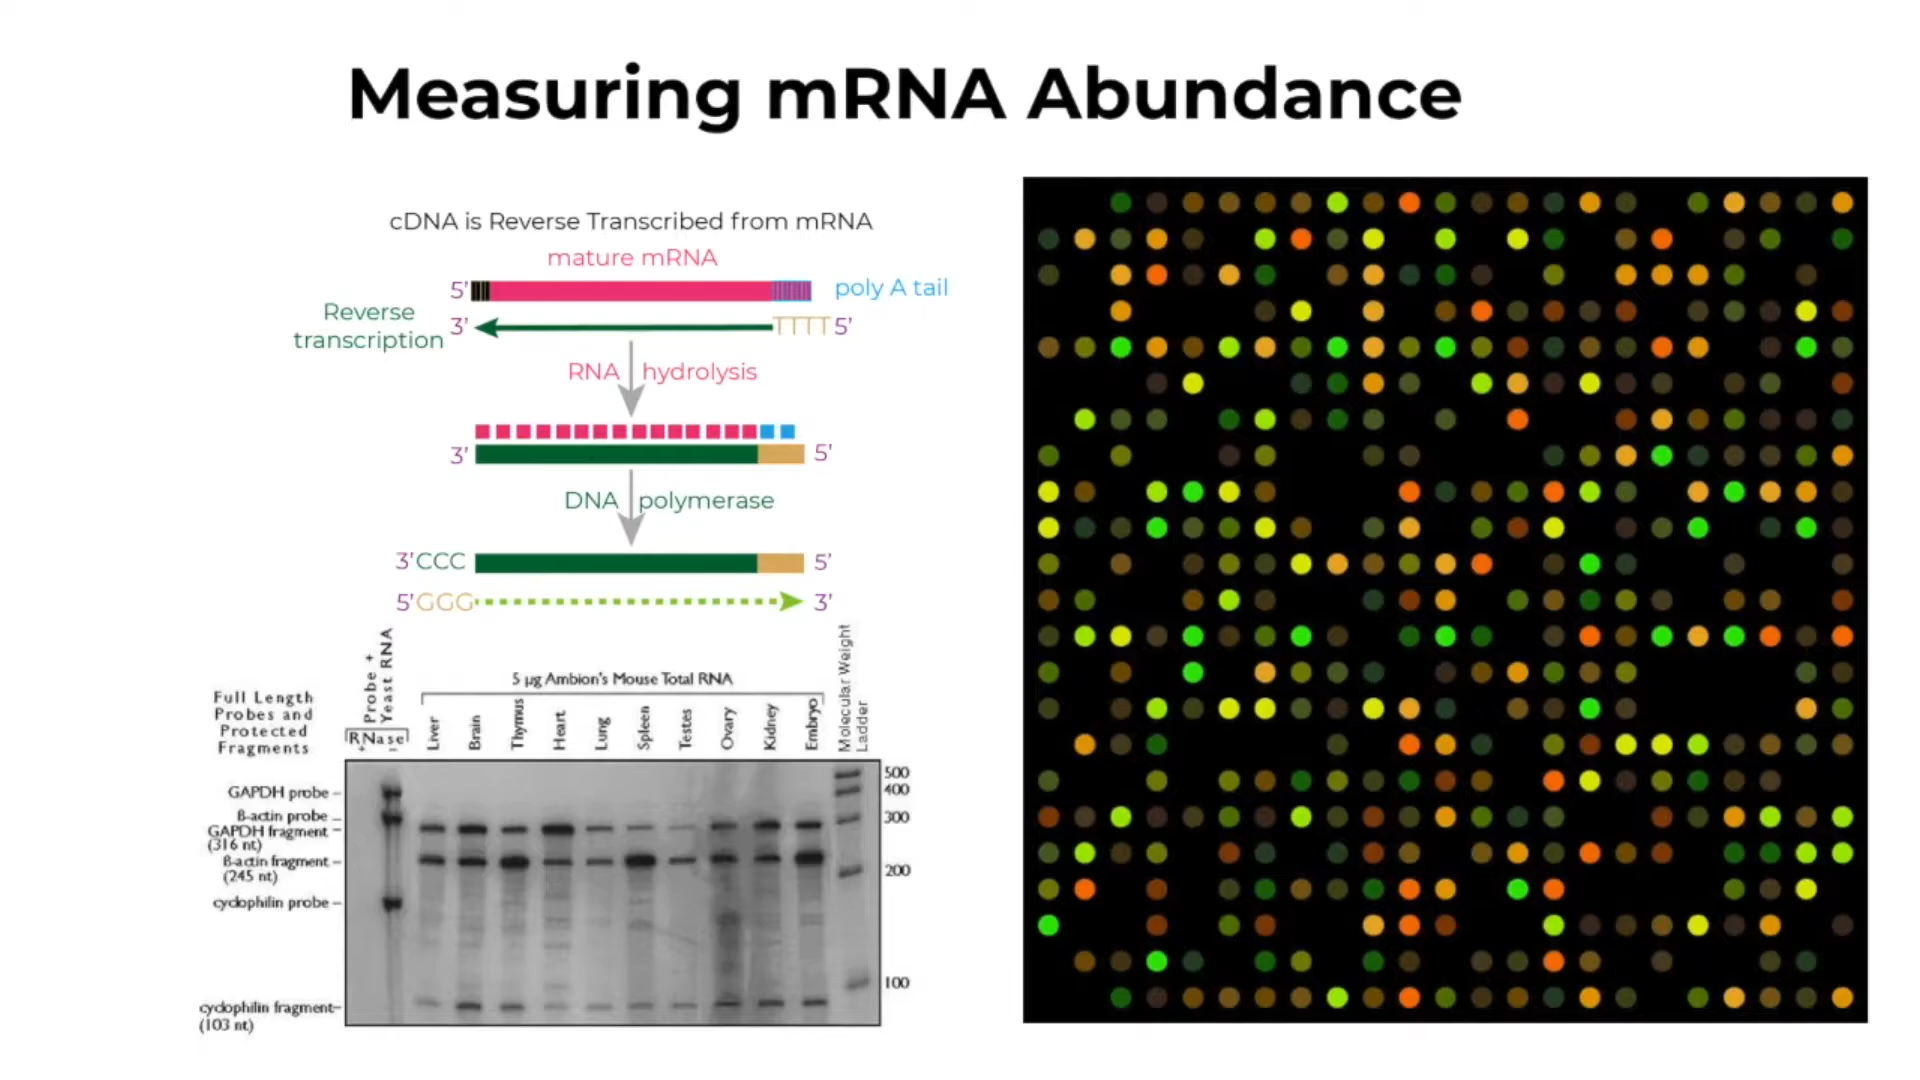 Measuring mRNA Abundance
cDNA is Reverse Transcribed from mRNA
mature mRNA
5’
poly A tail
Reverse
transcription
3’
TTTT 5’
RNA hydrolysis
3’
5’
DNA polymerase
3’CCC
5’
5’GGG
3’
Probe +
Yeast RNA
Molecular Weight
Ladder
5 µg Ambion's Mouse Total RNA
Full Length
Probes and
Protected
Fragments
RNase
+ –
Liver
Brain
Thymus
Heart
Lung
Spleen
Testes
Ovary
Kidney
Embryo
GAPDH probe –
ß-actin probe –
GAPDH fragment –
(316 nt)
ß-actin fragment –
(245 nt)
cyclophilin probe –
cyclophilin fragment–
(103 nt)
500
400
300
200
100